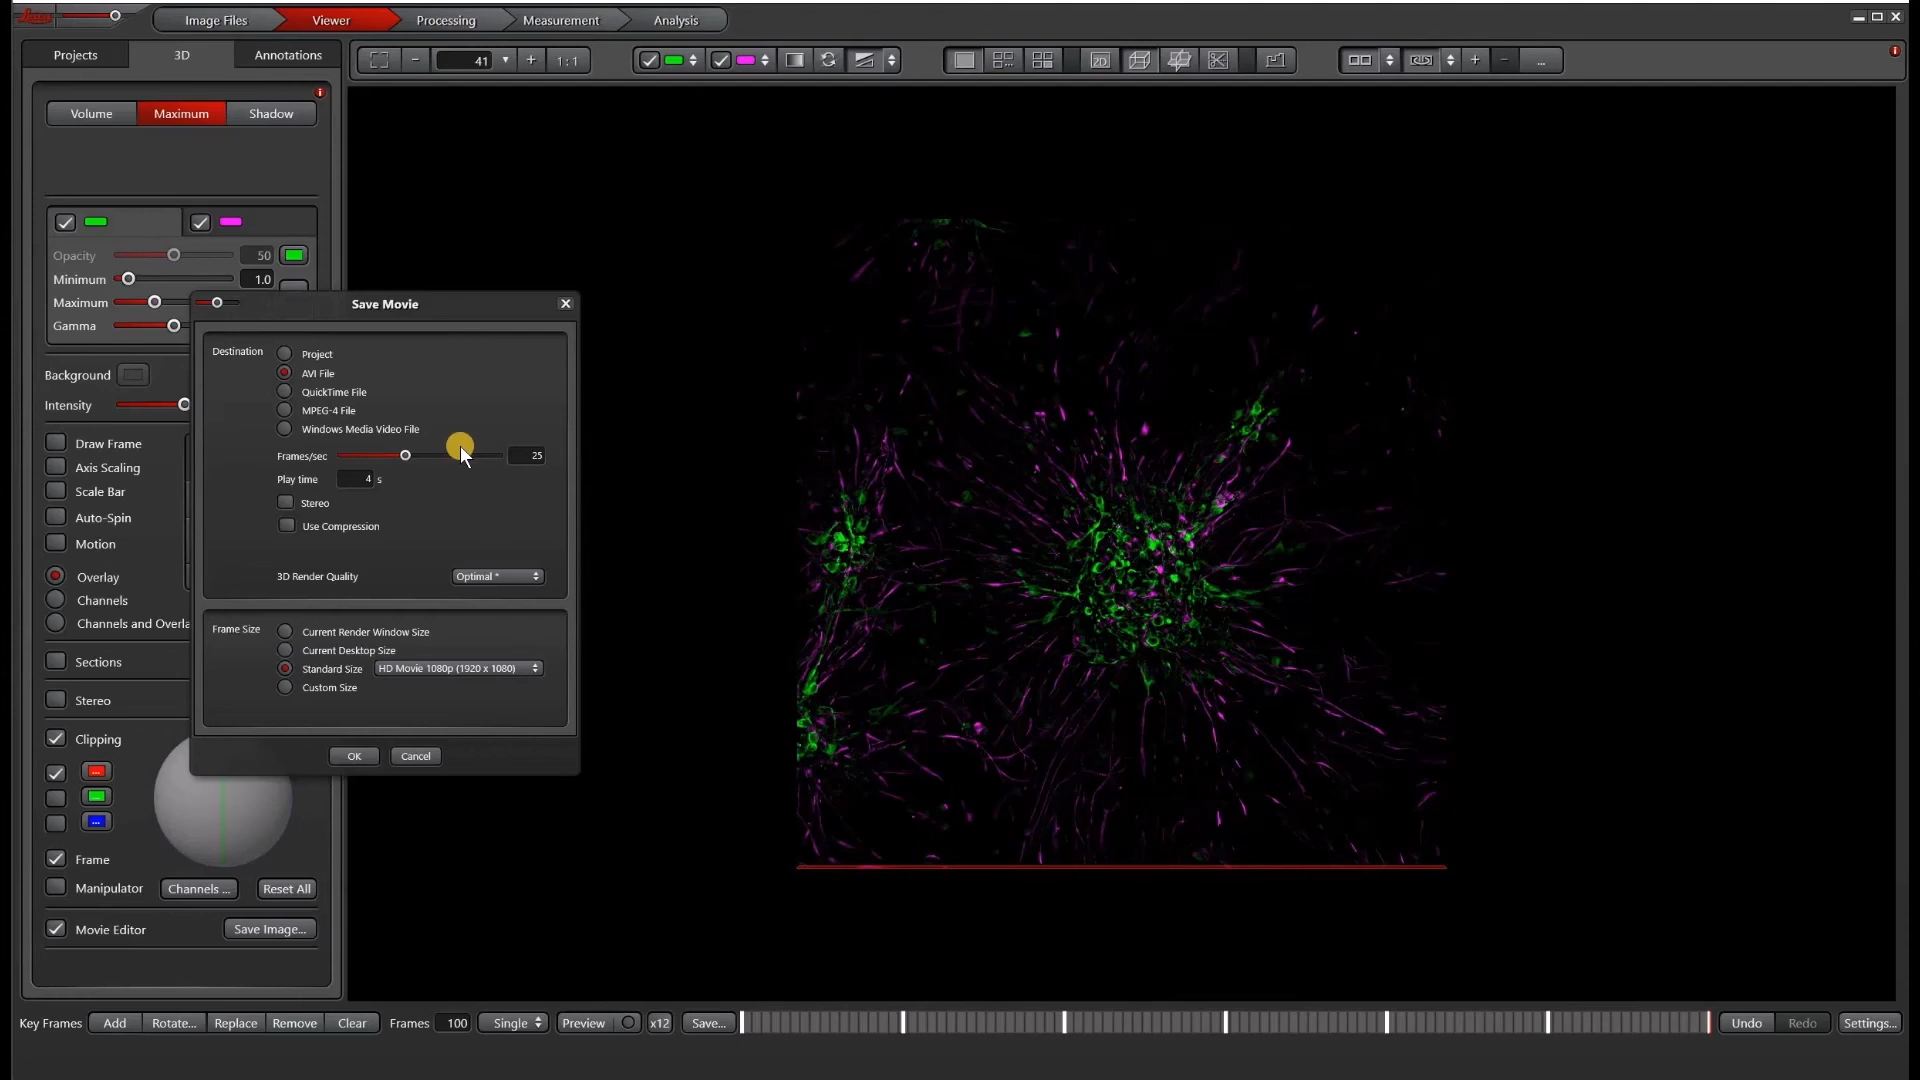 Leica
Image Files
Viewer
Processing
Measurement
Analysis
Projects
3D
Annotations
41
1:1
2D
...
Volume
Maximum
Shadow
Opacity
50
Minimum
1.0
Maximum
Gamma
Background
Intensity
Draw Frame
Axis Scaling
Scale Bar
Auto-Spin
Motion
Overlay
Channels
Channels and Overla
Sections
Stereo
Clipping
...
...
...
Frame
Manipulator
Channels ...
Reset All
Movie Editor
Save Image...
Save Movie
Destination
Project
AVI File
QuickTime File
MPEG-4 File
Windows Media Video File
Frames/sec
25
Play time
4 s
Stereo
Use Compression
3D Render Quality
Optimal *
Frame Size
Current Render Window Size
Current Desktop Size
Standard Size
HD Movie 1080p (1920 x 1080)
Custom Size
OK
Cancel
Key Frames
Add
Rotate...
Replace
Remove
Clear
Frames
100
Single
Preview
x12
Save...
Undo
Redo
Settings...